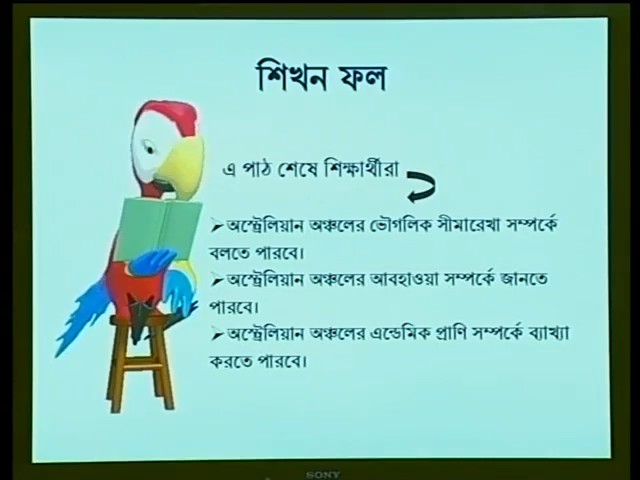 শিখন ফল
এ পাঠ শেষে শিক্ষার্থীরা
➢অস্ট্রেলিয়ান অঞ্চলের ভৌগলিক সীমারেখা সম্পর্কে
বলতে পারবে।
➢অস্ট্রেলিয়ান অঞ্চলের আবহাওয়া সম্পর্কে জানতে
পারবে।
➢অস্ট্রেলিয়ান অঞ্চলের এন্ডেমিক প্রাণি সম্পর্কে ব্যাখ্যা
করতে পারবে।
SONY